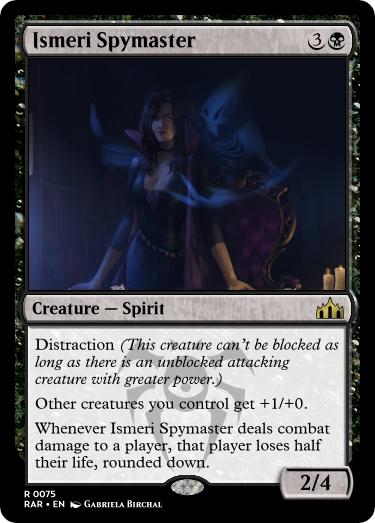 Ismeri Spymaster 3
Creature — Spirit
Distraction (This creature can't be blocked as
long as there is an unblocked attacking
creature with greater power.)
Other creatures you control get +1/+0.
Whenever Ismeri Spymaster deals combat
damage to a player, that player loses half
their life, rounded down.
2/4
R 0075
RAR • EN Gabriela Birchal